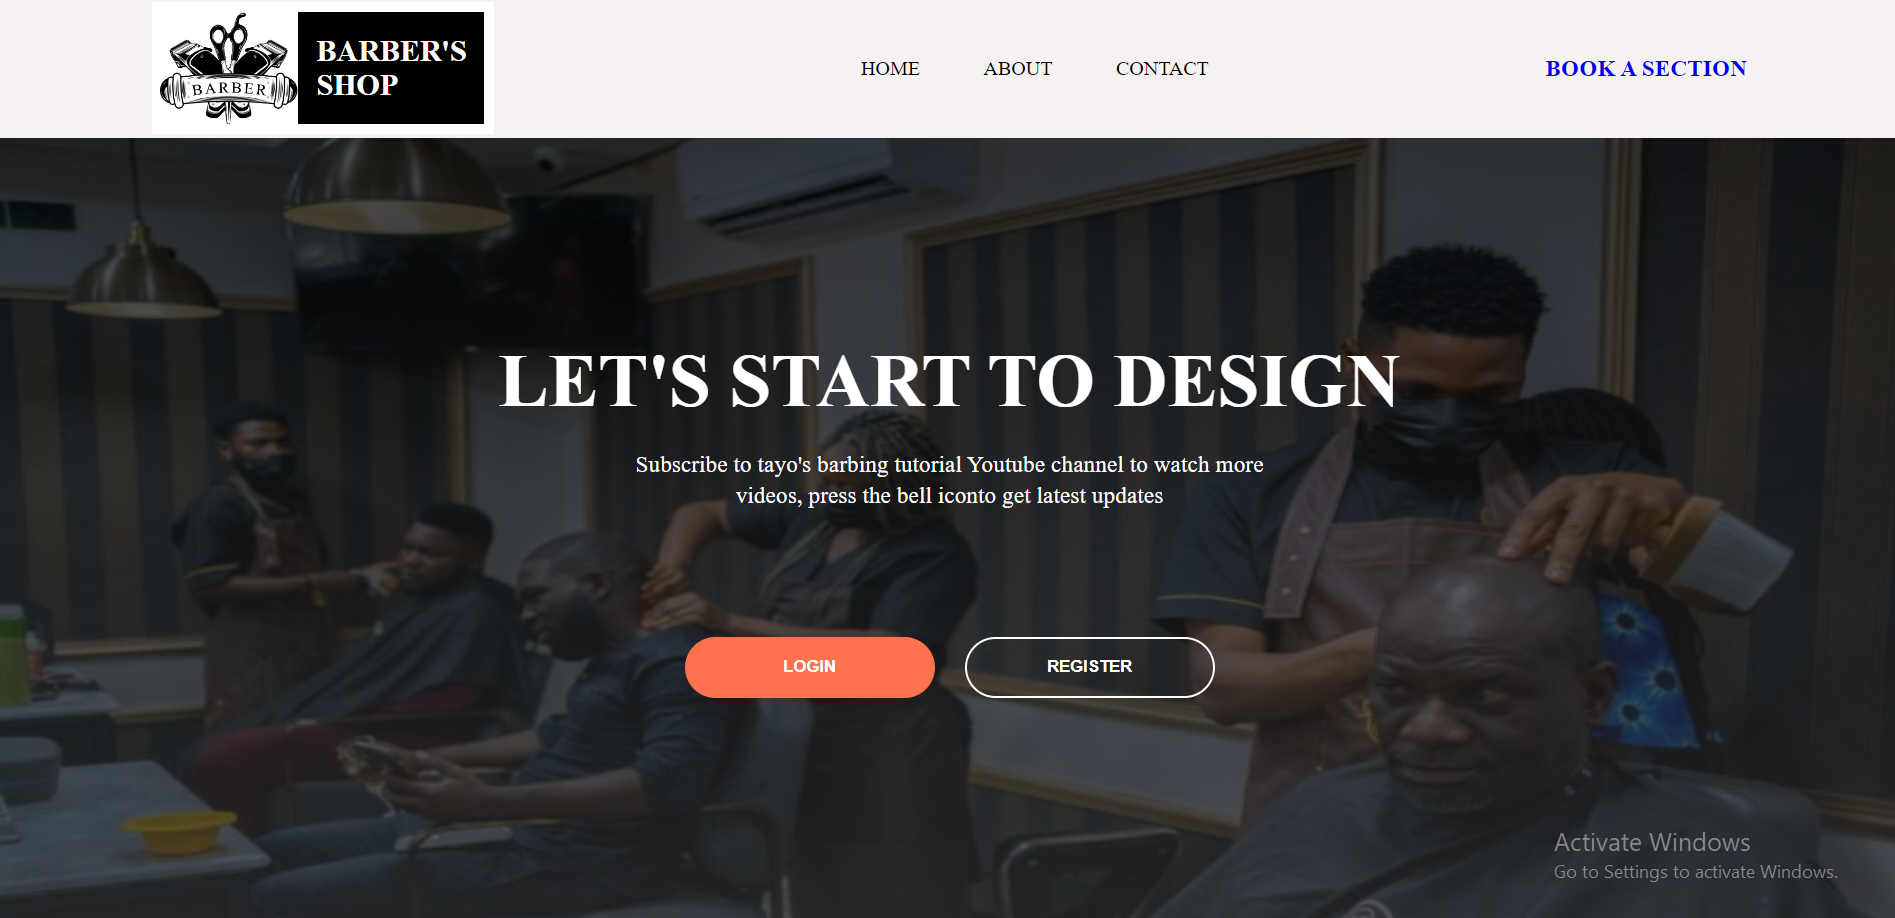 BARBER
BARBER'S
SHOP
HOME
ABOUT
CONTACT
BOOK A SECTION
LET'S START TO DESIGN
Subscribe to tayo's barbing tutorial Youtube channel to watch more
videos, press the bell iconto get latest updates
LOGIN
REGISTER
Activate Windows
Go to Settings to activate Windows.